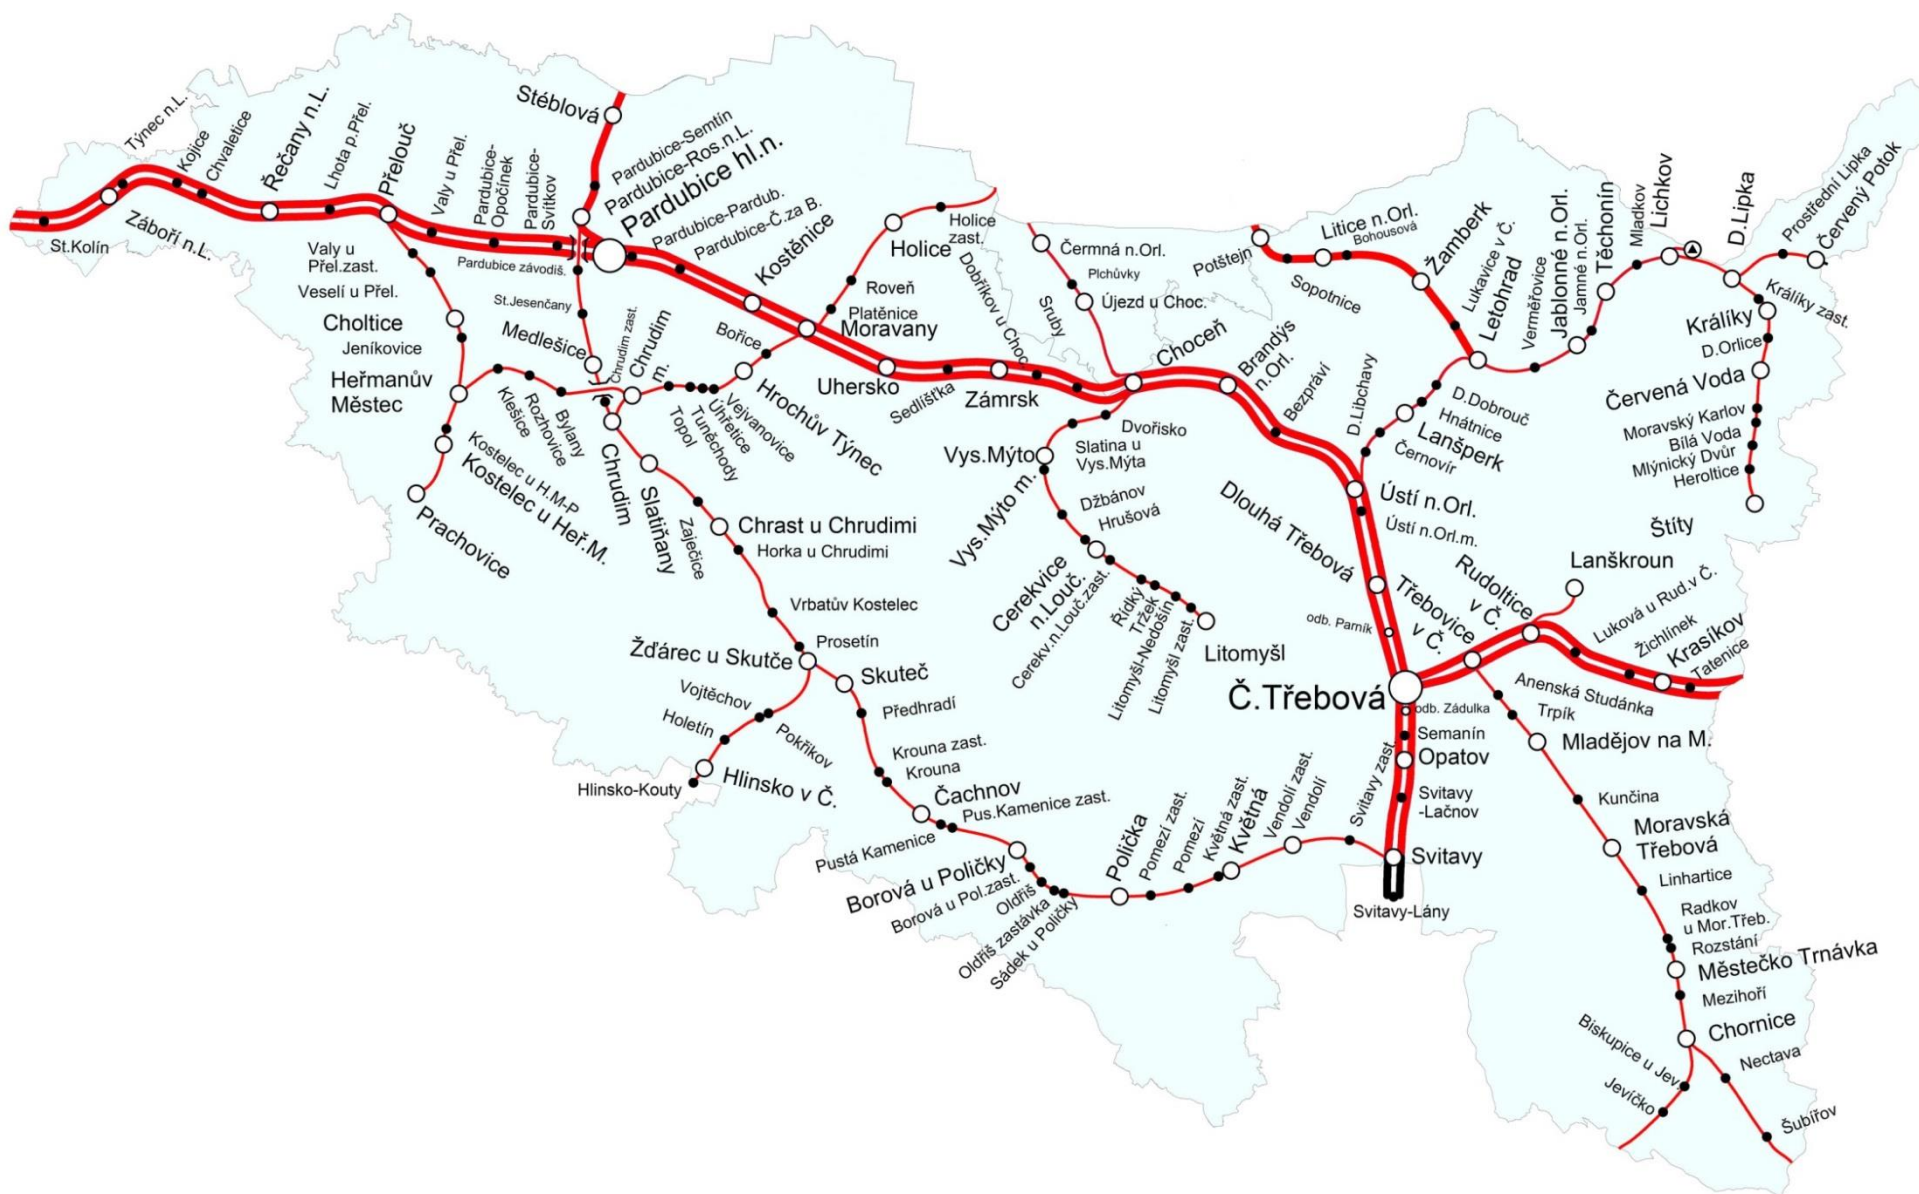 Týnec n.L.
Kojice
Chvaletice
Řečany n.L.
Lhota p.Přel.
Přelouč
Valy u Přel.
Pardubice-
Opočínek
Pardubice-
Svítkov
Stéblová
Pardubice-Semtín
Pardubice-Ros.n.L.
Pardubice hl.n.
Pardubice-Pardub.
Pardubice-Č.za B.
Kostěnice
Holice
Holice
zast.
Roveň
Platěnice
Moravany
St.Kolín
Záboří n.L.
Valy u
Přel.zast.
Veselí u Přel.
Choltice
Jeníkovice
Heřmanův
Městec
Pardubice závodiš.
St.Jesenčany
Medlešice
Chrudim zast.
Chrudim
m.
Bořice
Hrochův Týnec
Vejvanovice
Úhřetice
Tuněchody
Topol
Klešice
Rozhovice
Bylany
Kostelec u H.M-P
Kostelec u Heř.M.
Prachovice
Chrudim
Slatiňany
Zaječice
Chrast u Chrudimi
Horka u Chrudimi
Vrbatův Kostelec
Prosetín
Žďárec u Skutče
Skuteč
Předhradí
Vojtěchov
Holetín
Pokřikov
Hlinsko-Kouty
Hlinsko v Č.
Krouna zast.
Krouna
Čachnov
Pus.Kamenice zast.
Pustá Kamenice
Borová u Poličky
Borová u Pol.zast.
Oldřiš
Oldřiš zastávka
Sádek u Poličky
Polička
Pomezí zast.
Pomezí
Květná zast.
Květná
Vendolí zast.
Vendolí
Svitavy zast.
Uhersko
Sedlíšťka
Zámrsk
Dobříkov u Choc.
Sruby
Čermná n.Orl.
Plchůvky
Újezd u Choc.
Choceň
Brandýs
n.Orl.
Bezpráví
Dvořisko
Slatina u
Vys.Mýta
Vys.Mýto
Vys.Mýto m.
Džbánov
Hrušová
Cerekvice
n.Louč.
Cerekv.n.Louč.zast.
Řídký
Tržek
Litomyšl-Nedošín
Litomyšl zast.
Litomyšl
Potštejn
Litice n.Orl.
Bohousová
Sopotnice
Žamberk
Lukavice v Č.
Letohrad
Verměřovice
Jablonné n.Orl.
Jamné n.Orl.
Těchonín
Mladkov
Lichkov
D.Lipka
Prostřední Lipka
Červený Potok
Králíky zast.
Králíky
D.Orlice
Červená Voda
Moravský Karlov
Bílá Voda
Mlýnický Dvůr
Heroltice
Štíty
D.Libchavy
D.Dobrouč
Hnátnice
Lanšperk
Černovír
Ústí n.Orl.
Ústí n.Orl.m.
Dlouhá Třebová
odb. Parník
Třebovice
v Č.
Rudoltice
v Č.
Lanškroun
Luková u Rud.v Č.
Žichlínek
Krasíkov
Tatenice
Č.Třebová
odb. Zádulka
Semanín
Opatov
Svitavy
-Lačnov
Svitavy
Svitavy-Lány
Anenská Studánka
Trpík
Mladějov na M.
Kunčina
Moravská
Třebová
Linhartice
Radkov
u Mor.Třeb.
Rozstání
Městečko Trnávka
Mezihoří
Chornice
Biskupice u Jev.
Jevíčko
Nectava
Šubířov